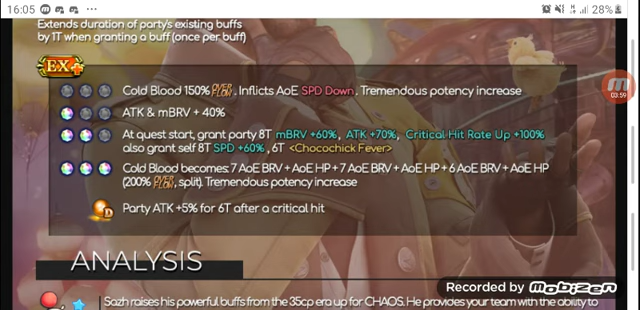 16:05 28%
Extends duration of party's existing buffs
by 1T when granting a buff (once per buff)
EX+
03:59
Cold Blood 150% OVER FLOW. Inflicts AoE SPD Down. Tremendous potency increase
ATK & mBRV + 40%
At quest start, grant party 8T mBRV +60%, ATK +70%, Critical Hit Rate Up +100%
also grant self 8T SPD +60%, 6T <Chocochick Fever>
Cold Blood becomes: 7 AoE BRV + AoE HP + 7 AoE BRV + AoE HP + 6 AoE BRV + AoE HP
(200% OVER FLOW, split). Tremendous potency increase
D
Party ATK +5% for 6T after a critical hit
ANALYSIS
Recorded by mobizen
Sazh raises his powerful buffs from the 35cp era up for CHAOS. He provides your team with the ability to